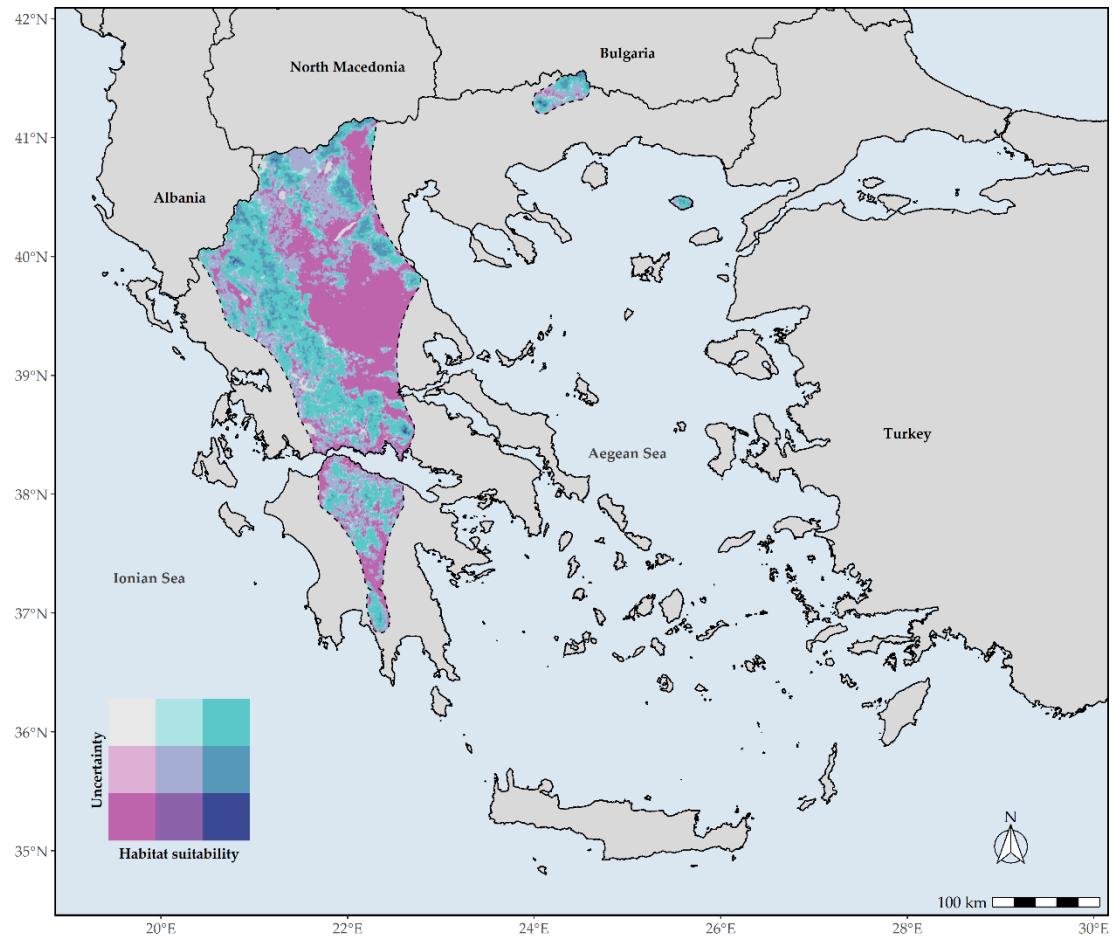 42°N
41°N
40°N
39°N
38°N
37°N
36°N
35°N
Bulgaria
North Macedonia
Albania
Turkey
Aegean Sea
Ionian Sea
Uncertainty
Habitat suitability
N
100 km
20°E
22°E
24°E
26°E
28°E
30°E